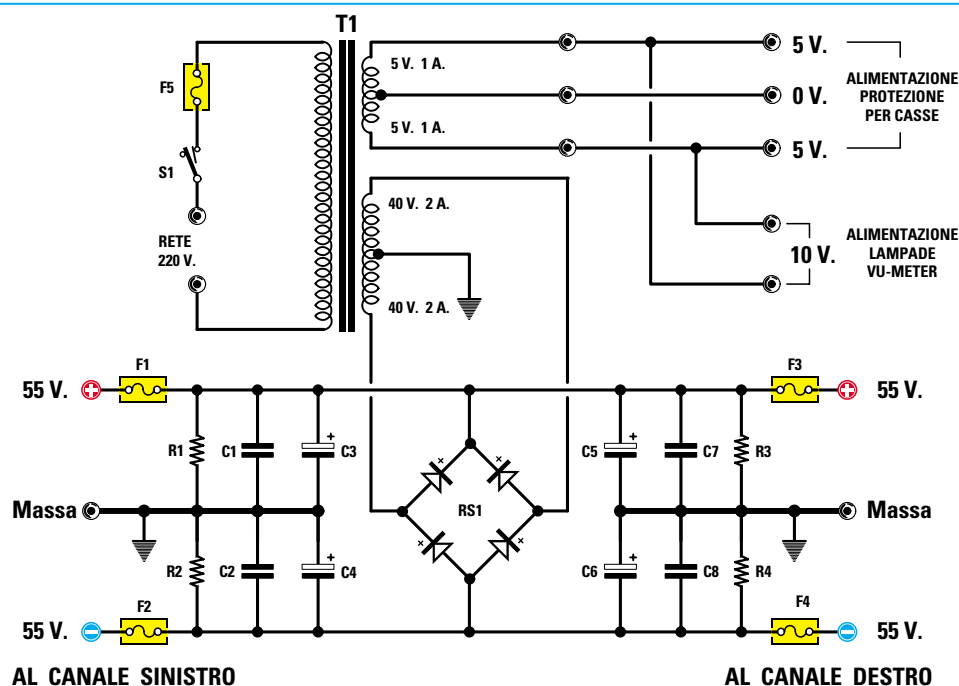 T1
F5
S1
RETE
220 V.
5 V. 1 A.
5 V. 1 A.
40 V. 2 A.
40 V. 2 A.
5 V.
0 V.
5 V.
ALIMENTAZIONE
PROTEZIONE
PER CASSE
10 V.
ALIMENTAZIONE
LAMPADE
VU-METER
F1
F3
55 V.
+
+
55 V.
R1
C1
+
C3
RS1
C5
+
C7
R3
Massa
Massa
R2
C2
+
C4
C6
+
C8
R4
F2
F4
55 V.
55 V.
AL CANALE SINISTRO
AL CANALE DESTRO